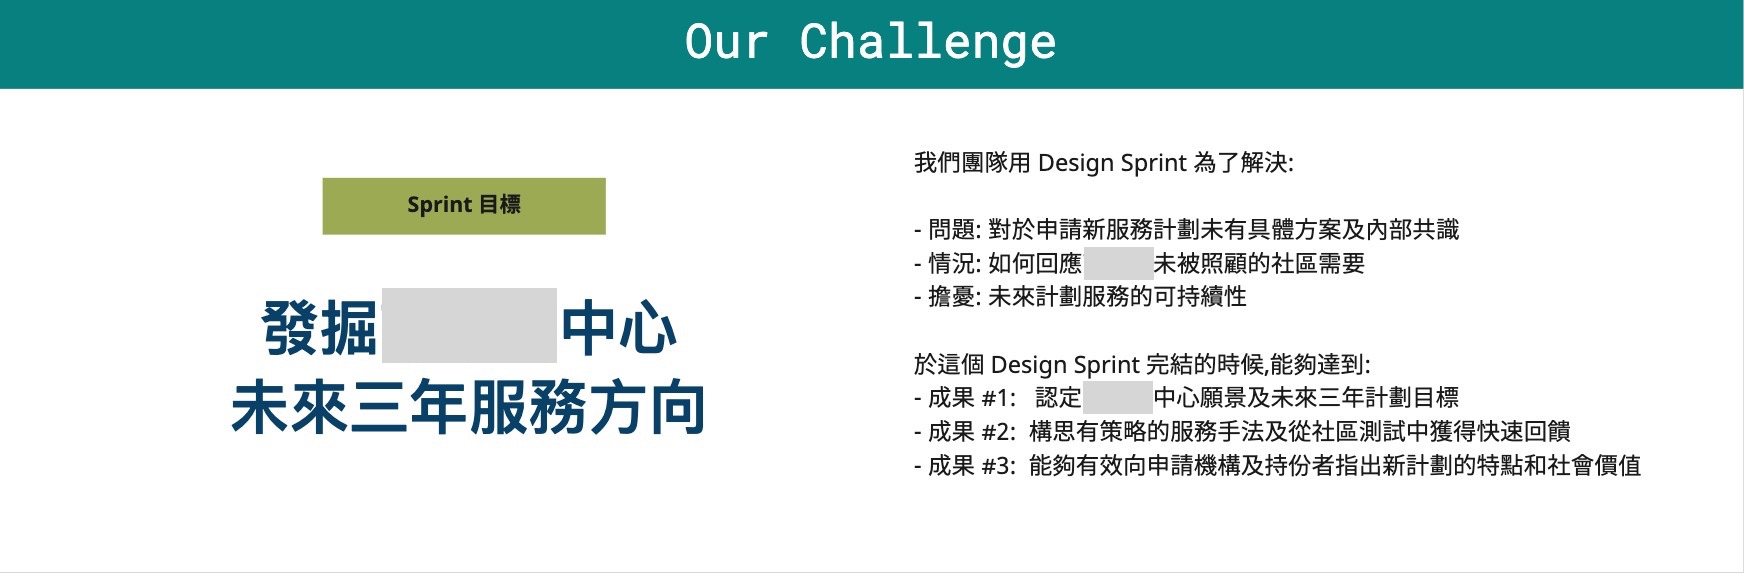 Our Challenge
Sprint 目標
發掘 中心
未來三年服務方向
我們團隊用 Design Sprint 為了解決:
- 問題: 對於申請新服務計劃未有具體方案及內部共識
- 情況: 如何回應 未被照顧的社區需要
- 擔憂: 未來計劃服務的可持續性
於這個 Design Sprint 完結的時候,能夠達到:
- 成果 #1: 認定 中心願景及未來三年計劃目標
- 成果 #2: 構思有策略的服務手法及從社區測試中獲得快速回饋
- 成果 #3: 能夠有效向申請機構及持份者指出新計劃的特點和社會價值